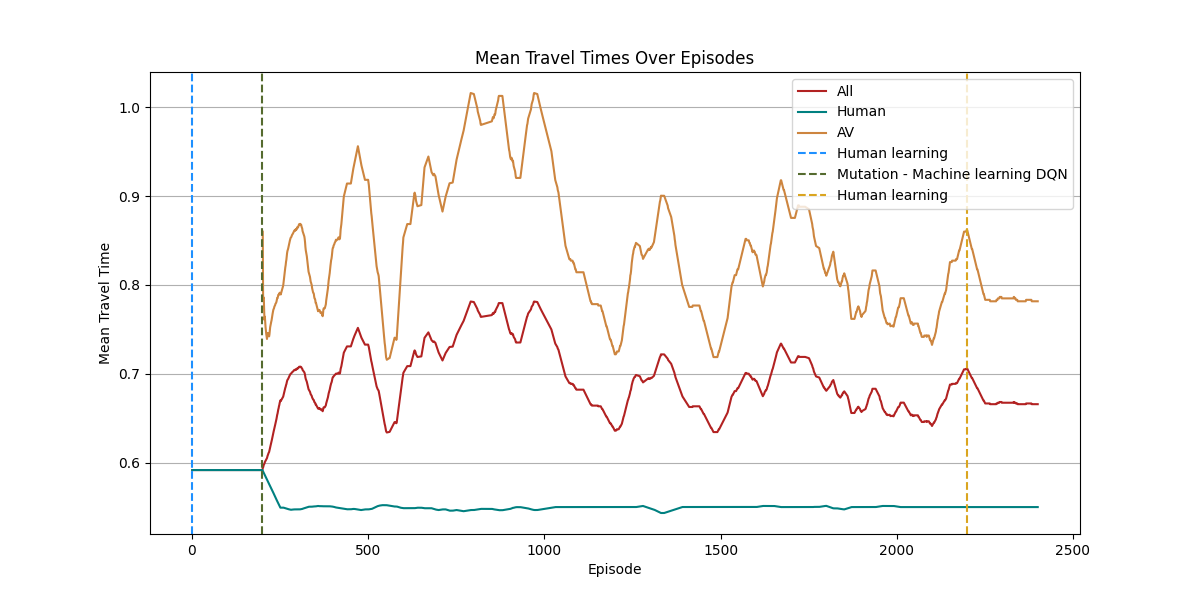 Mean Travel Times Over Episodes
Mean Travel Time
1.0
0.9
0.8
0.7
0.6
All
Human
AV
Human learning
Mutation - Machine learning DQN
Human learning
0 500 1000 1500 2000 2500
Episode